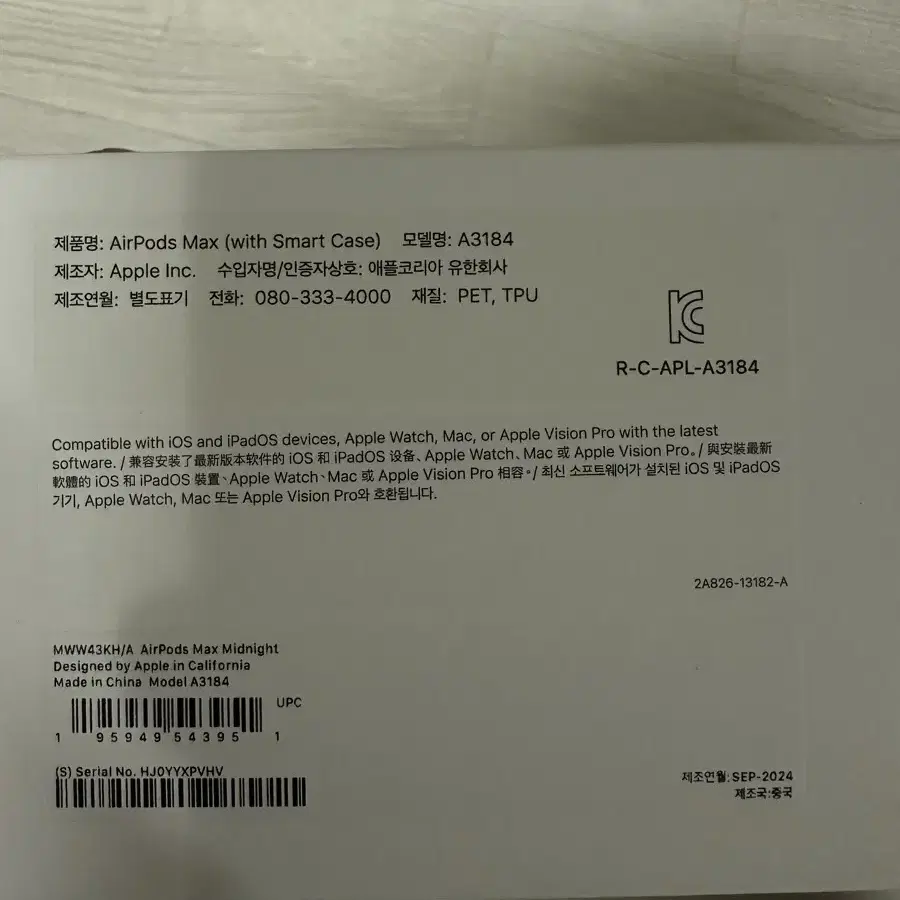 제품명: AirPods Max (with Smart Case) 모델명: A3184
제조자: Apple Inc. 수입자명/인증자상호: 애플코리아 유한회사
제조연월: 별도표기 전화: 080-333-4000 재질: PET, TPU
R-C-APL-A3184
Compatible with iOS and iPadOS devices, Apple Watch, Mac, or Apple Vision Pro with the latest
software. / 兼容安装了最新版本软件的 iOS 和 iPadOS 设备、Apple Watch、Mac 或 Apple Vision Pro。/ 與安裝最新
軟體的 iOS 和 iPadOS 裝置、Apple Watch、Mac 或 Apple Vision Pro 相容。/ 최신 소프트웨어가 설치된 iOS 및 iPadOS
기기, Apple Watch, Mac 또는 Apple Vision Pro와 호환됩니다.
2A826-13182-A
MWW43KH/A AirPods Max Midnight
Designed by Apple in California
Made in China Model A3184
UPC
1 95949 54395 1
(S) Serial No. HJ0YYXPVHV
제조연월:SEP-2024
제조국:중국